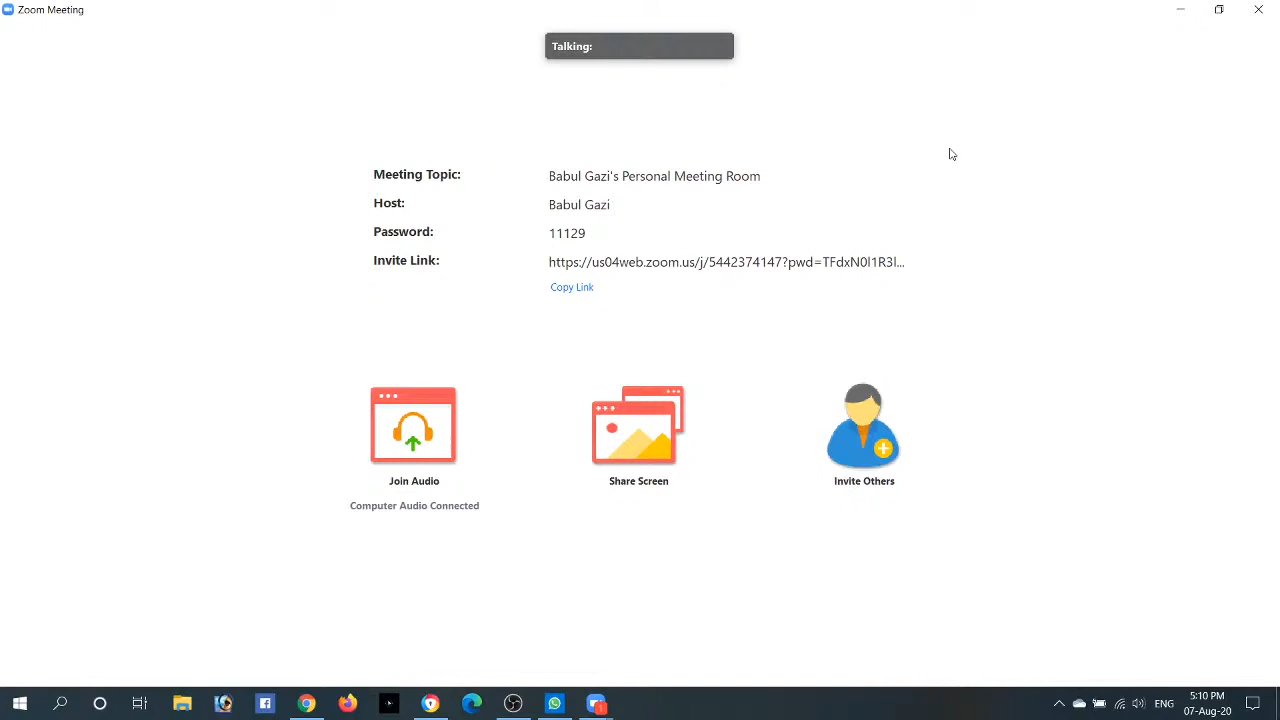 Zoom Meeting
Talking:
Meeting Topic: Babul Gazi's Personal Meeting Room
Host: Babul Gazi
Password: 11129
Invite Link: https://us04web.zoom.us/j/5442374147?pwd=TFdxN0l1R3l...
Copy Link
Join Audio
Share Screen
Invite Others
Computer Audio Connected
1
ENG
5:10 PM
07-Aug-20